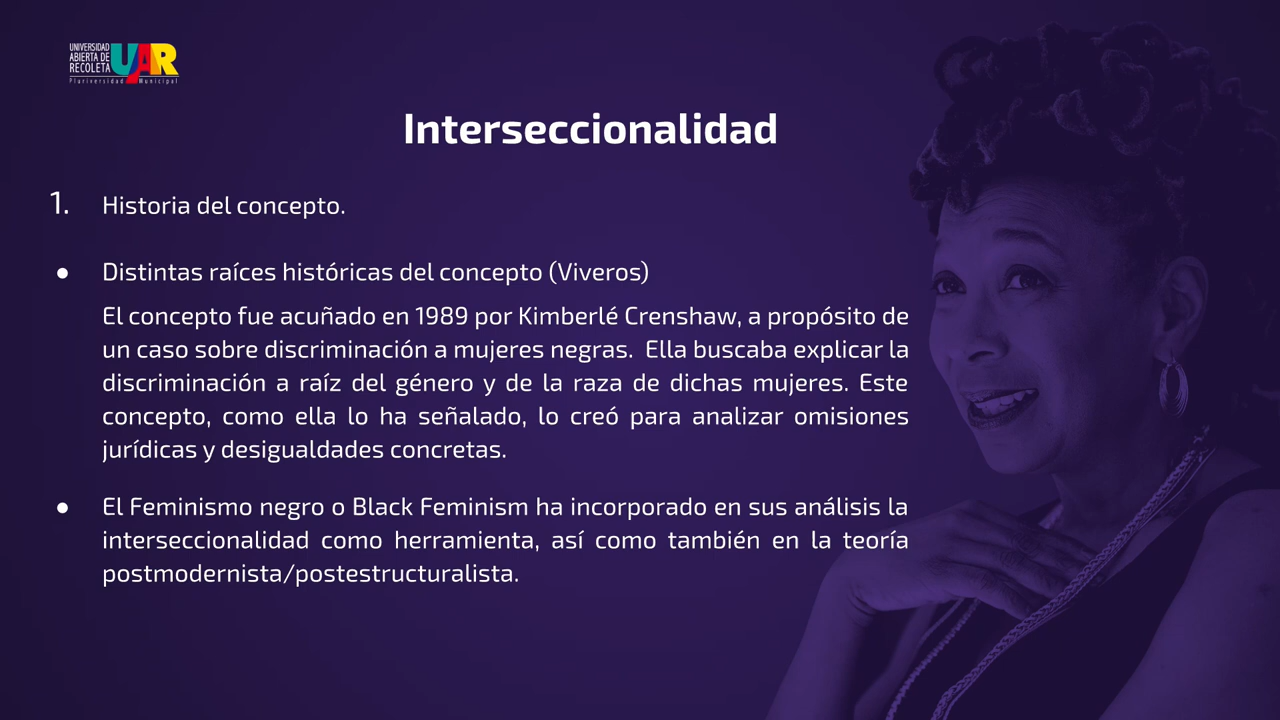 UNIVERSIDAD
ABIERTA DE
RECOLETA
UAR
Pluriversidad Municipal
Interseccionalidad
1. Historia del concepto.
● Distintas raíces históricas del concepto (Viveros)
El concepto fue acuñado en 1989 por Kimberlé Crenshaw, a propósito de
un caso sobre discriminación a mujeres negras. Ella buscaba explicar la
discriminación a raíz del género y de la raza de dichas mujeres. Este
concepto, como ella lo ha señalado, lo creó para analizar omisiones
jurídicas y desigualdades concretas.
● El Feminismo negro o Black Feminism ha incorporado en sus análisis la
interseccionalidad como herramienta, así como también en la teoría
postmodernista/postestructuralista.